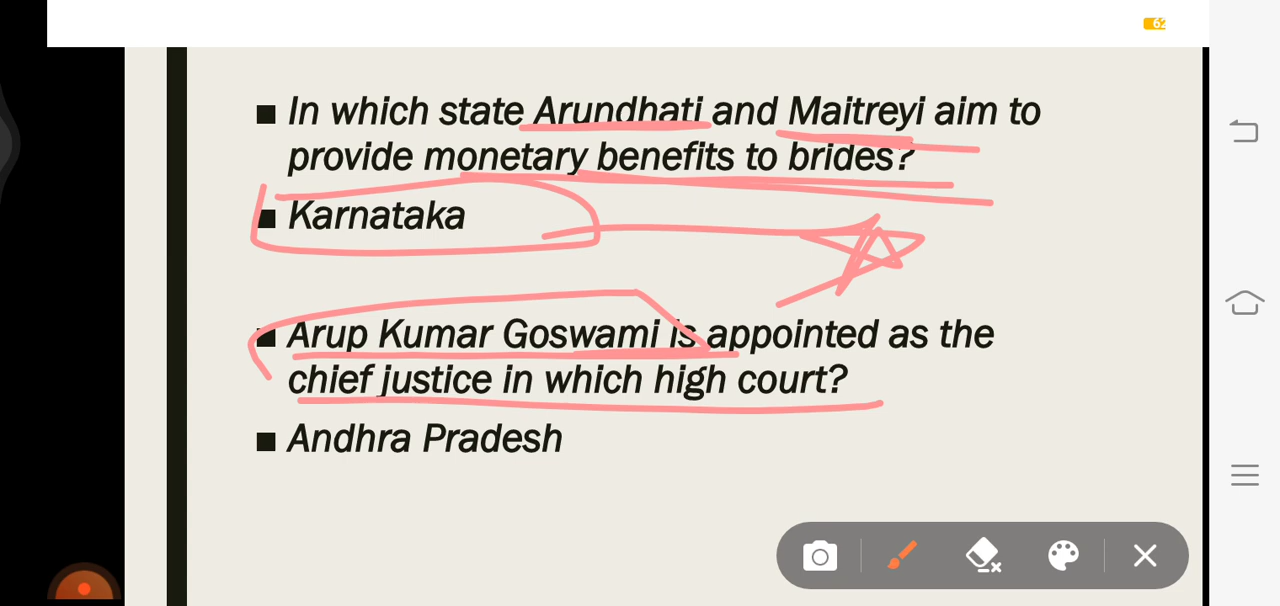 62
■ In which state Arundhati and Maitreyi aim to
provide monetary benefits to brides?
■ Karnataka
■ Arup Kumar Goswami is appointed as the
chief justice in which high court?
■ Andhra Pradesh